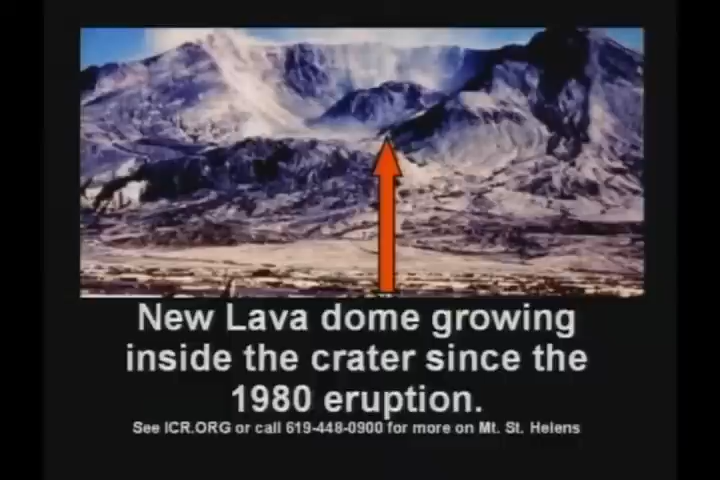 New Lava dome growing
inside the crater since the
1980 eruption.
See ICR.ORG or call 619-448-0900 for more on Mt. St. Helens